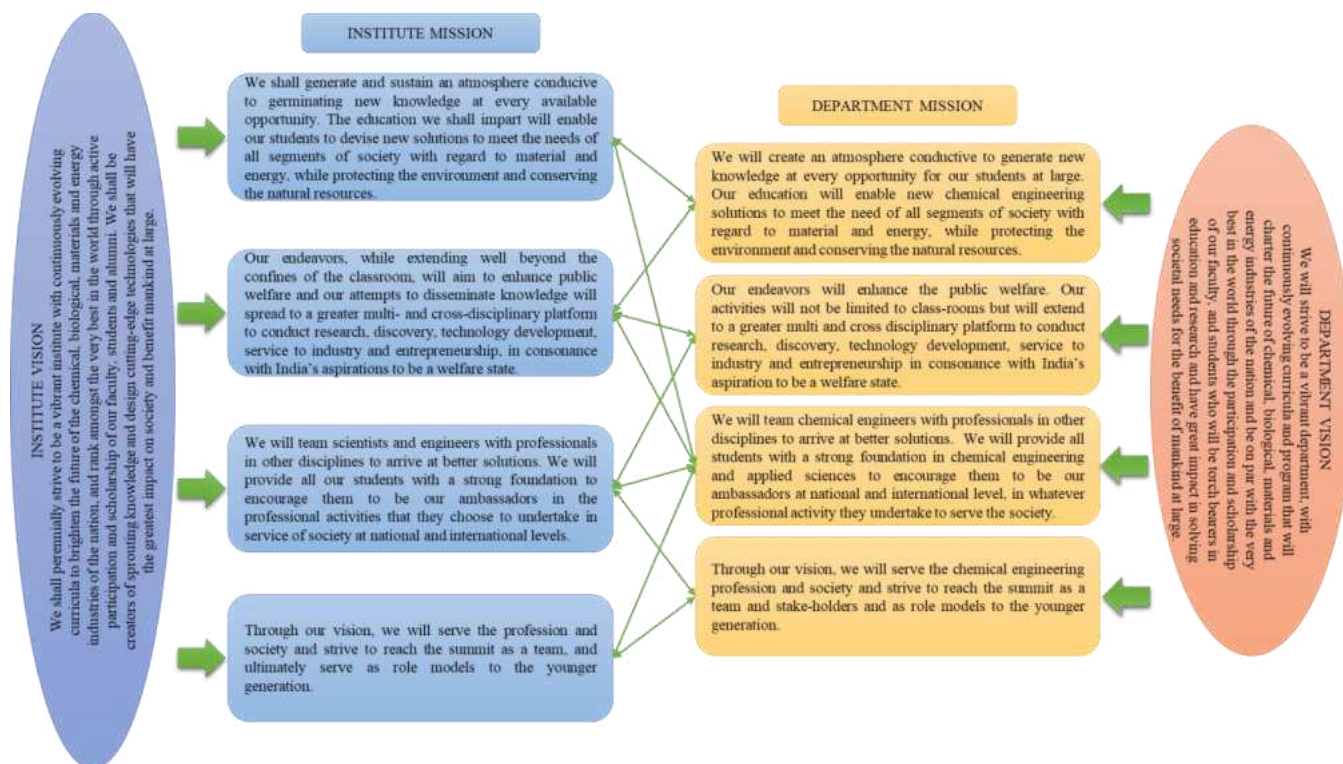 INSTITUTE VISION
We shall perennially strive to be a vibrant institute with continuously evolving
curricula to brighten the future of the chemical, biological, materials and energy
industries of the nation, and rank amongst the very best in the world through active
participation and scholarship of our faculty, students and alumni. We shall be
creators of sprouting knowledge and design cutting-edge technologies that will have
the greatest impact on society and benefit mankind at large.
INSTITUTE MISSION
We shall generate and sustain an atmosphere conducive
to germinating new knowledge at every available
opportunity. The education we shall impart will enable
our students to devise new solutions to meet the needs of
all segments of society with regard to material and
energy, while protecting the environment and conserving
the natural resources.
Our endeavors, while extending well beyond the
confines of the classroom, will aim to enhance public
welfare and our attempts to disseminate knowledge will
spread to a greater multi- and cross-disciplinary platform
to conduct research, discovery, technology development,
service to industry and entrepreneurship, in consonance
with India's aspirations to be a welfare state.
We will team scientists and engineers with professionals
in other disciplines to arrive at better solutions. We will
provide all our students with a strong foundation to
encourage them to be our ambassadors in the
professional activities that they choose to undertake in
service of society at national and international levels.
Through our vision, we will serve the profession and
society and strive to reach the summit as a team, and
ultimately serve as role models to the younger
generation.
DEPARTMENT MISSION
We will create an atmosphere conductive to generate new
knowledge at every opportunity for our students at large.
Our education will enable new chemical engineering
solutions to meet the need of all segments of society with
regard to material and energy, while protecting the
environment and conserving the natural resources.
Our endeavors will enhance the public welfare. Our
activities will not be limited to class-rooms but will extend
to a greater multi and cross disciplinary platform to conduct
research, discovery, technology development, service to
industry and entrepreneurship in consonance with India's
aspiration to be a welfare state.
We will team chemical engineers with professionals in other
disciplines to arrive at better solutions. We will provide all
students with a strong foundation in chemical engineering
and applied sciences to encourage them to be our
ambassadors at national and international level, in whatever
professional activity they undertake to serve the society.
Through our vision, we will serve the chemical engineering
profession and society and strive to reach the summit as a
team and stake-holders and as role models to the younger
generation.
DEPARTMENT VISION
We will strive to be a vibrant department, with
continuously evolving curricula and program that will
charter the future of chemical, biological, materials and
energy industries of the nation and be on par with the very
best in the world through the participation and scholarship
of our faculty, and students who will be torch bearers in
education and research and have great impact in solving
societal needs for the benefit of mankind at large.